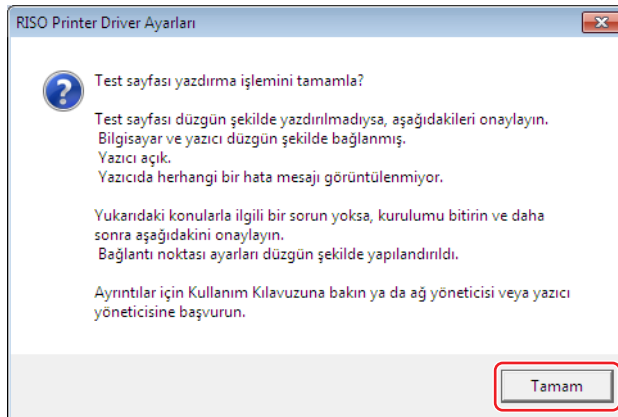 RISO Printer Driver Ayarları
Test sayfası yazdırma işlemini tamamla?
Test sayfası düzgün şekilde yazdırılmadıysa, aşağıdakileri onaylayın.
Bilgisayar ve yazıcı düzgün şekilde bağlanmış.
Yazıcı açık.
Yazıcıda herhangi bir hata mesajı görüntülenmiyor.
Yukarıdaki konularla ilgili bir sorun yoksa, kurulumu bitirin ve daha
sonra aşağıdakini onaylayın.
Bağlantı noktası ayarları düzgün şekilde yapılandırıldı.
Ayrıntılar için Kullanım Kılavuzuna bakın ya da ağ yöneticisi veya yazıcı
yöneticisine başvurun.
Tamam